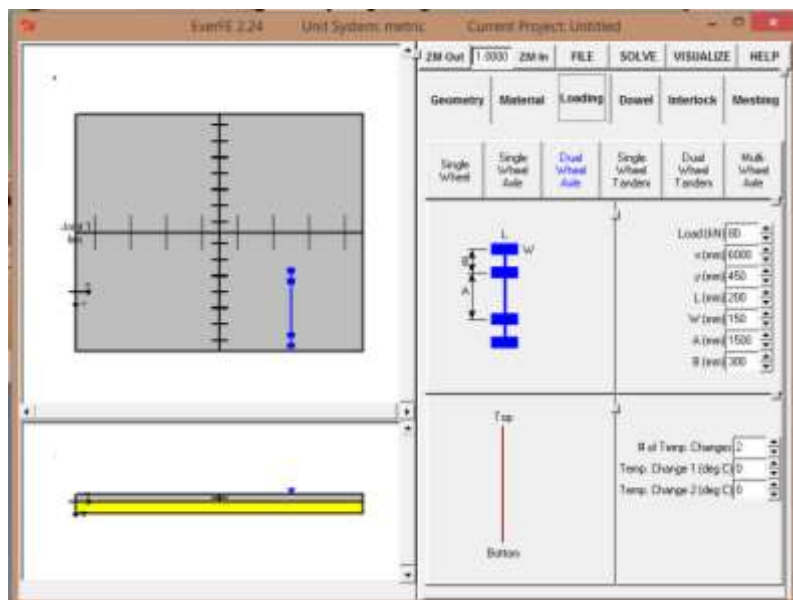 EverFE 2.24 Unit System: metric Current Project: Untitled
ZM Out 1.0000 ZM In FILE SOLVE VISUALIZE HELP
Geometry Material Loading Dowel Interlock Meshing
Single Wheel
Single Wheel Axle
Dual Wheel Axle
Single Wheel Tandem
Dual Wheel Tandem
Multi Wheel Axle
L
W
B
A
Load (kN) 80
x (mm) 6000
y (mm) 450
L (mm) 200
W (mm) 150
A (mm) 1500
B (mm) 300
Top
Bottom
# of Temp. Changes 2
Temp. Change 1 (deg C) 0
Temp. Change 2 (deg C) 0